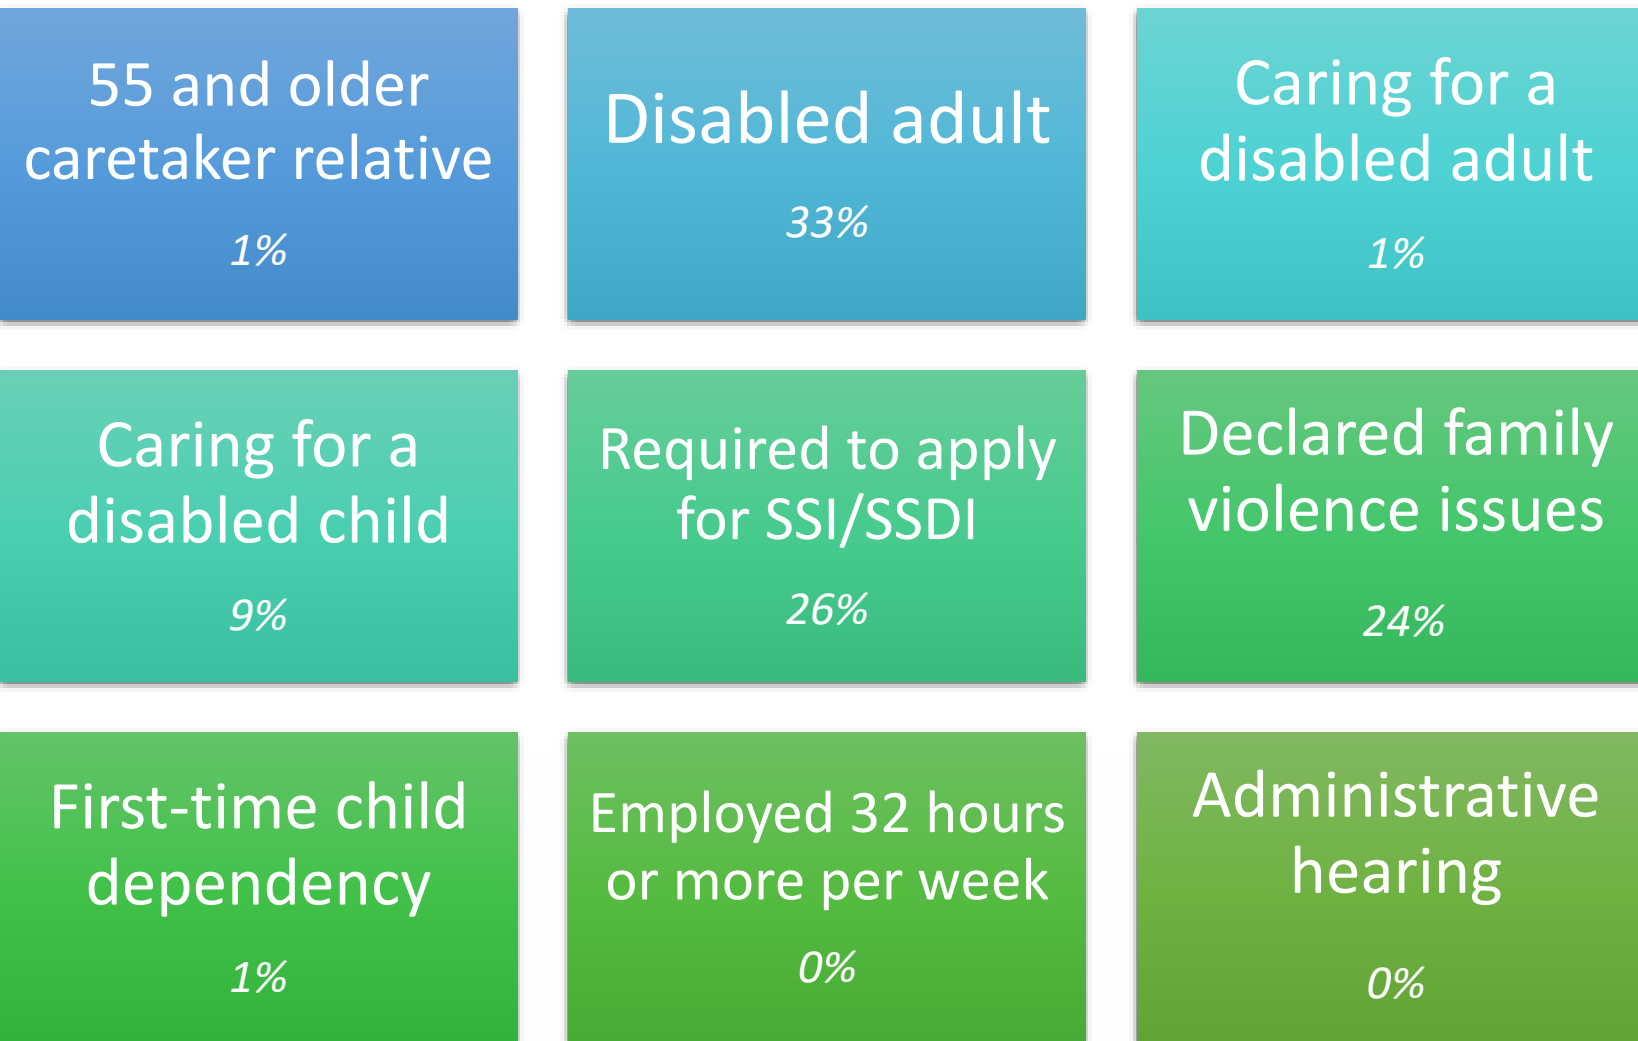 55 and older
caretaker relative
1%
Disabled adult
33%
Caring for a
disabled adult
1%
Caring for a
disabled child
9%
Required to apply
for SSI/SSDI
26%
Declared family
violence issues
24%
First-time child
dependency
1%
Employed 32 hours
or more per week
0%
Administrative
hearing
0%